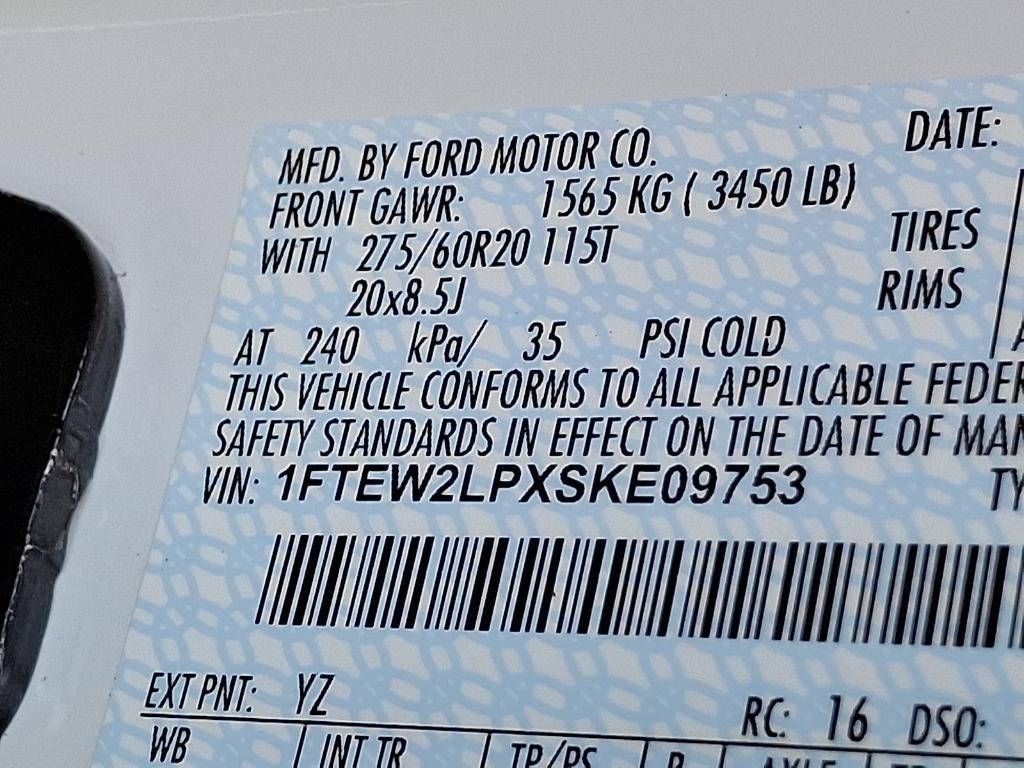 MFD. BY FORD MOTOR CO. DATE:
FRONT GAWR: 1565 KG ( 3450 LB)
WITH 275/60R20 115T TIRES
20x8.5J RIMS
AT 240 kPa/ 35 PSI COLD
THIS VEHICLE CONFORMS TO ALL APPLICABLE FEDER
SAFETY STANDARDS IN EFFECT ON THE DATE OF MAN
VIN: 1FTEW2LPXSKE09753 TY
EXT PNT: YZ RC: 16 DSO:
WB INT TR TP/PS R AXLE